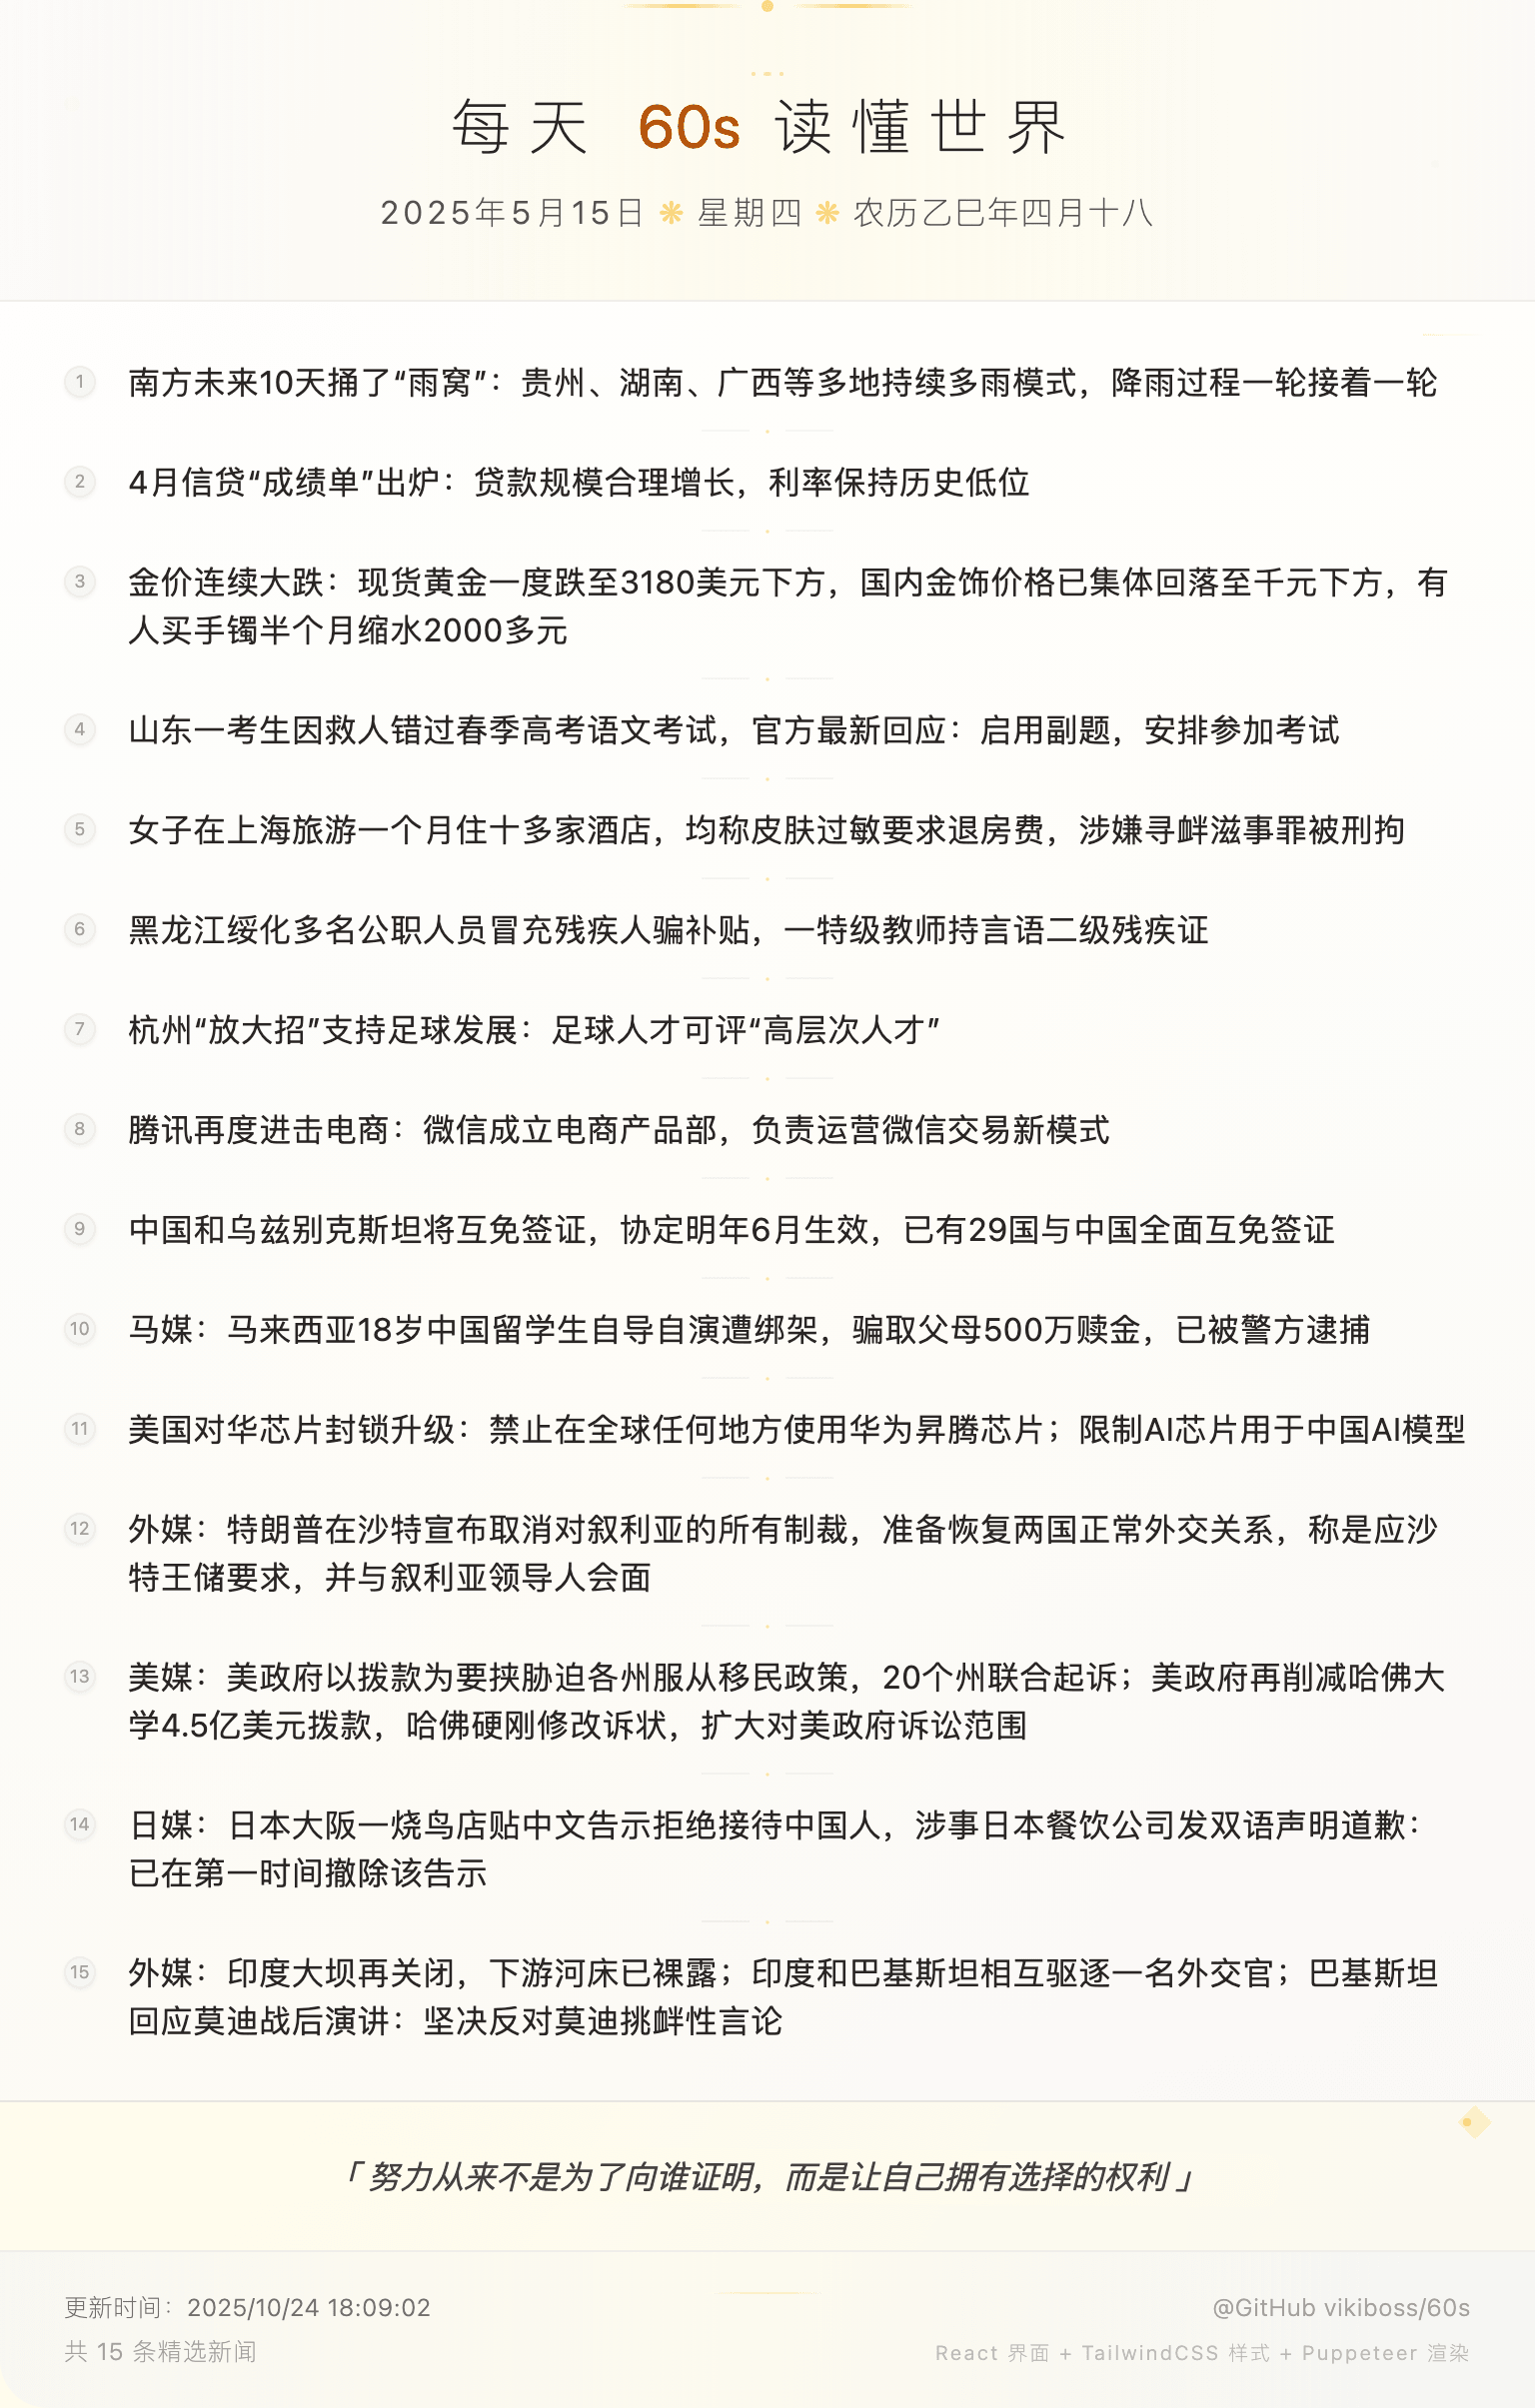 每天 60s 读懂世界
2025年5月15日 ❋ 星期四 ❋ 农历乙巳年四月十八
1 南方未来10天捅了“雨窝”：贵州、湖南、广西等多地持续多雨模式，降雨过程一轮接着一轮
2 4月信贷“成绩单”出炉：贷款规模合理增长，利率保持历史低位
3 金价连续大跌：现货黄金一度跌至3180美元下方，国内金饰价格已集体回落至千元下方，有
人买手镯半个月缩水2000多元
4 山东一考生因救人错过春季高考语文考试，官方最新回应：启用副题，安排参加考试
5 女子在上海旅游一个月住十多家酒店，均称皮肤过敏要求退房费，涉嫌寻衅滋事罪被刑拘
6 黑龙江绥化多名公职人员冒充残疾人骗补贴，一特级教师持言语二级残疾证
7 杭州“放大招”支持足球发展：足球人才可评“高层次人才”
8 腾讯再度进击电商：微信成立电商产品部，负责运营微信交易新模式
9 中国和乌兹别克斯坦将互免签证，协定明年6月生效，已有29国与中国全面互免签证
10 马媒：马来西亚18岁中国留学生自导自演遭绑架，骗取父母500万赎金，已被警方逮捕
11 美国对华芯片封锁升级：禁止在全球任何地方使用华为昇腾芯片；限制AI芯片用于中国AI模型
12 外媒：特朗普在沙特宣布取消对叙利亚的所有制裁，准备恢复两国正常外交关系，称是应沙
特王储要求，并与叙利亚领导人会面
13 美媒：美政府以拨款为要挟胁迫各州服从移民政策，20个州联合起诉；美政府再削减哈佛大
学4.5亿美元拨款，哈佛硬刚修改诉状，扩大对美政府诉讼范围
14 日媒：日本大阪一烧鸟店贴中文告示拒绝接待中国人，涉事日本餐饮公司发双语声明道歉：
已在第一时间撤除该告示
15 外媒：印度大坝再关闭，下游河床已裸露；印度和巴基斯坦相互驱逐一名外交官；巴基斯坦
回应莫迪战后演讲：坚决反对莫迪挑衅性言论
「 努力从来不是为了向谁证明，而是让自己拥有选择的权利 」
更新时间：2025/10/24 18:09:02
@GitHub vikiboss/60s
共 15 条精选新闻
React 界面 + TailwindCSS 样式 + Puppeteer 渲染